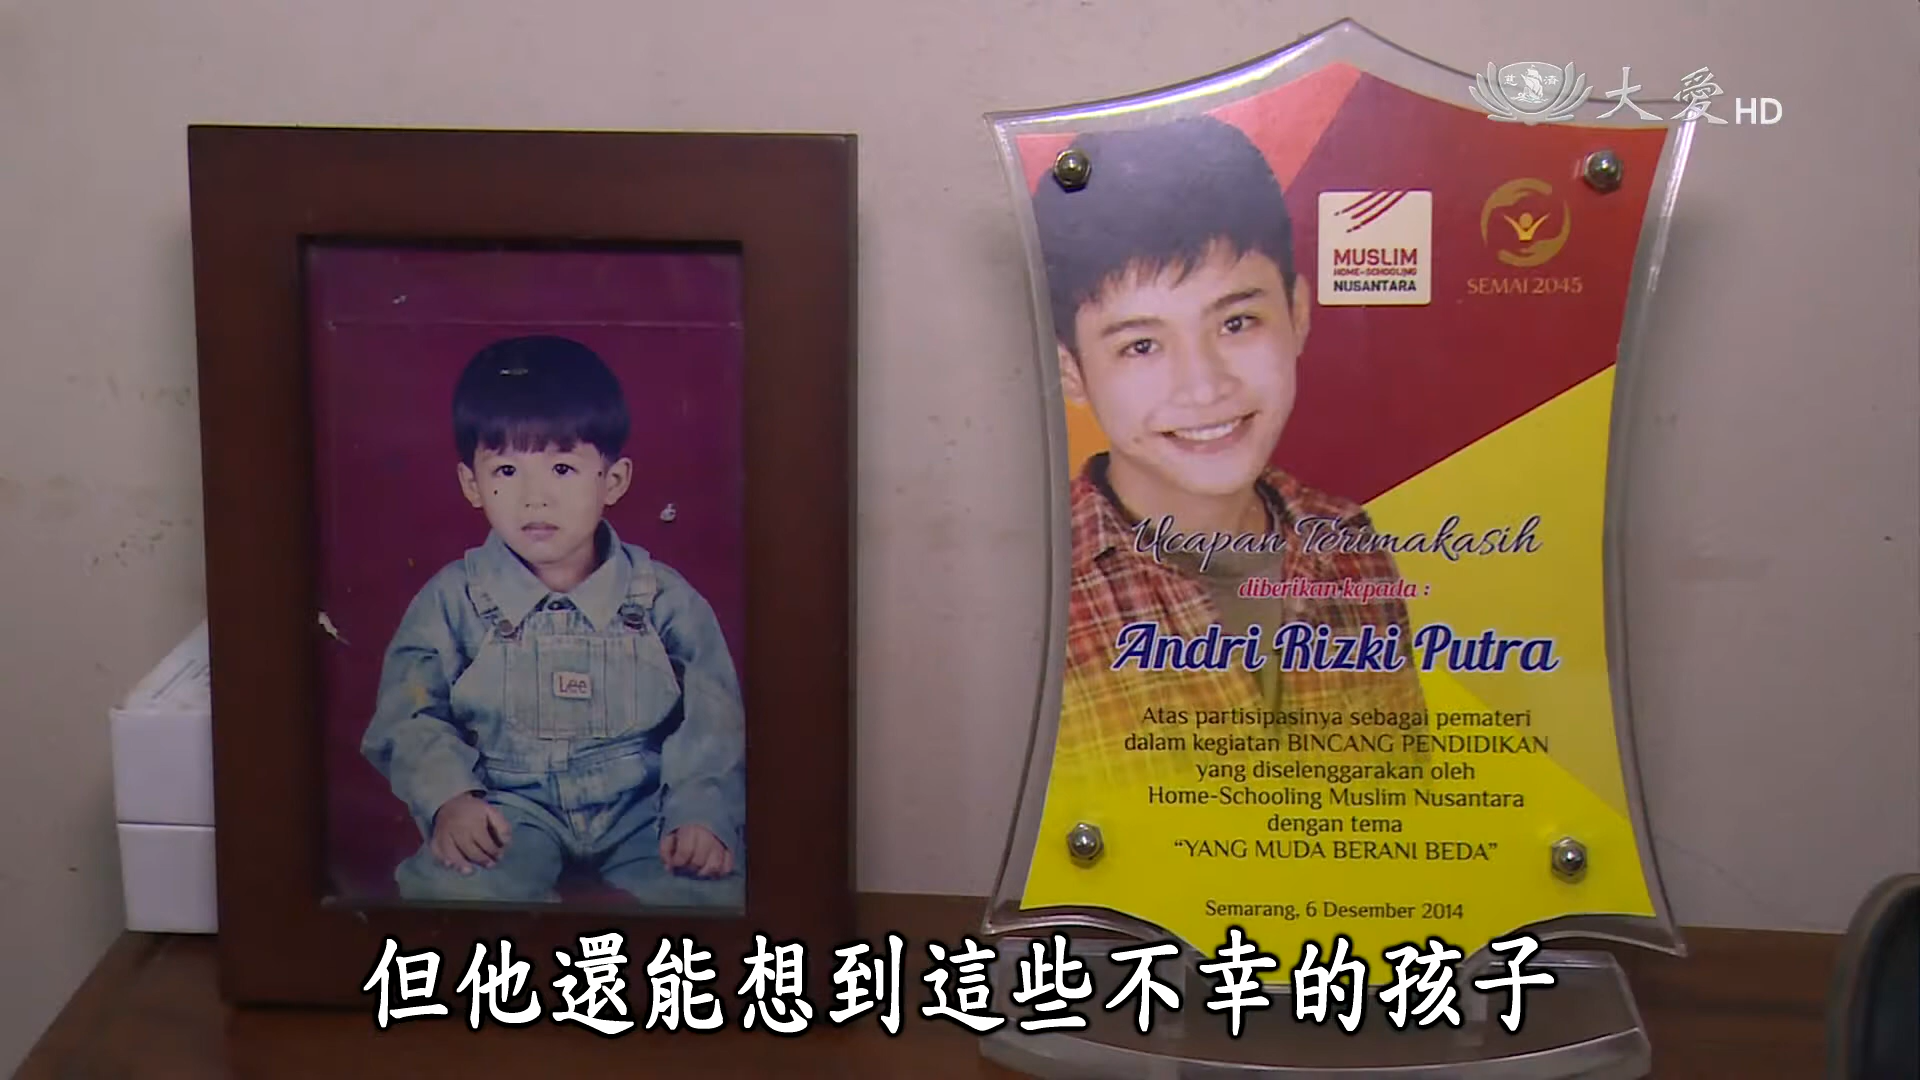 慈濟
大愛HD
MUSLIM
HOME-SCHOOLING
NUSANTARA
SEMAI 2045
Lee
Ucapan Terimakasih
diberikan kepada :
Andri Rizki Putra
Atas partisipasinya sebagai pemateri
dalam kegiatan BINCANG PENDIDIKAN
yang diselenggarakan oleh
Home-Schooling Muslim Nusantara
dengan tema
“YANG MUDA BERANI BEDA”
Semarang, 6 Desember 2014
但他還能想到這些不幸的孩子